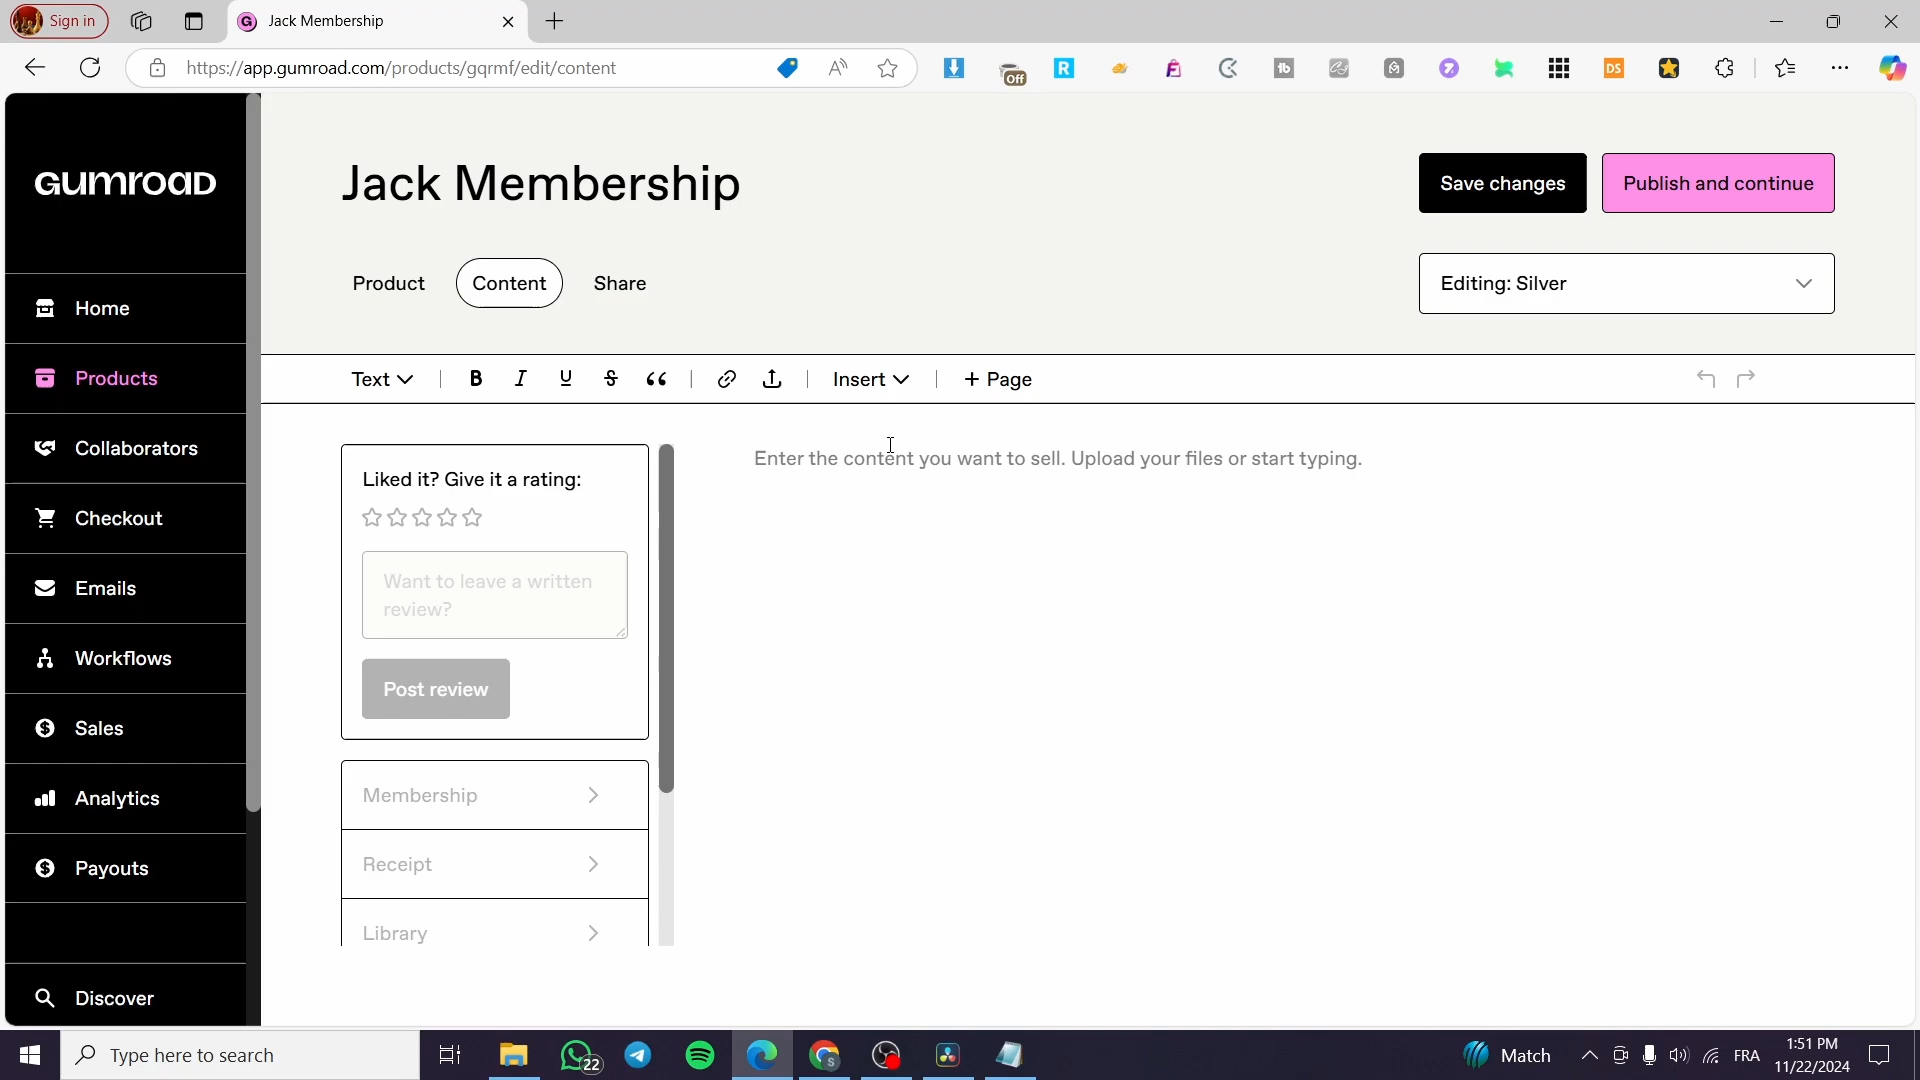 Sign in
Jack Membership
https://app.gumroad.com/products/gqrmf/edit/content
Off
DS
GUMROAD
Jack Membership
Save changes
Publish and continue
Product
Content
Share
Editing: Silver
Home
Products
Collaborators
Checkout
Emails
Workflows
Sales
Analytics
Payouts
Discover
Text
B I U S
Insert
+ Page
Liked it? Give it a rating:
Want to leave a written
review?
Post review
Membership
Receipt
Library
Enter the content you want to sell. Upload your files or start typing.
Type here to search
22
Match
FRA
1:51 PM
11/22/2024